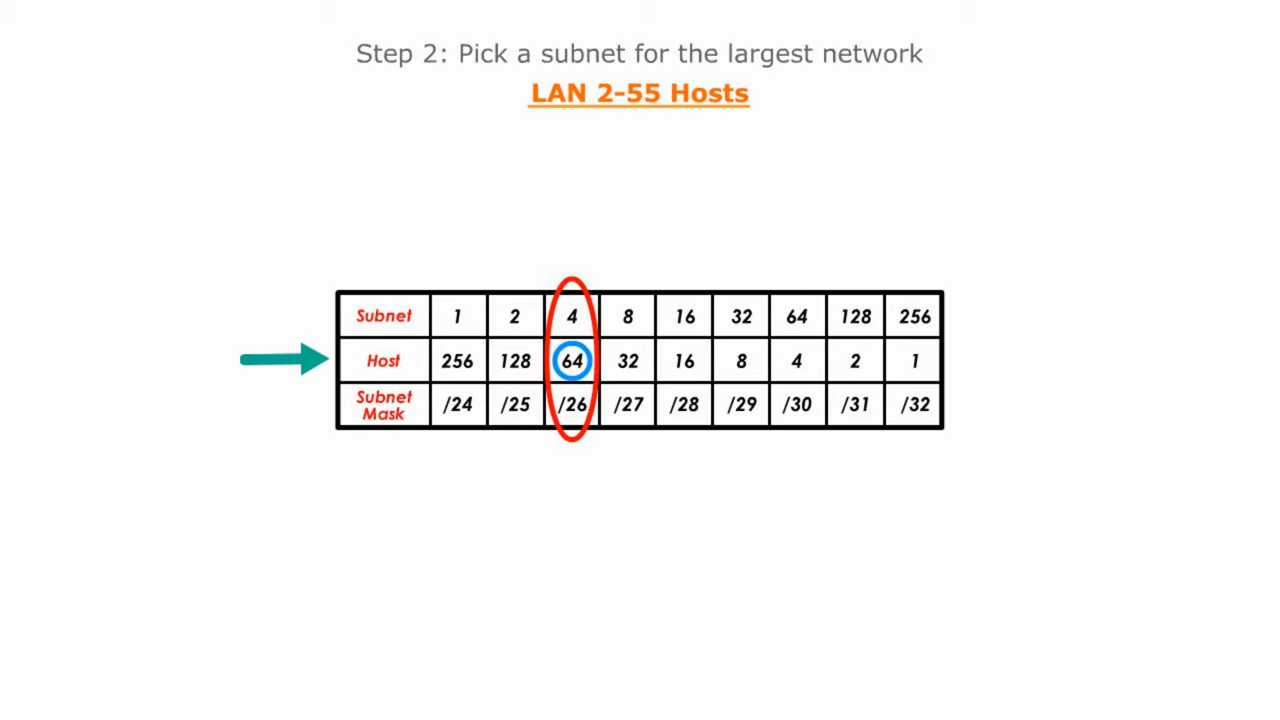 Step 2: Pick a subnet for the largest network
LAN 2-55 Hosts
Subnet 1 2 4 8 16 32 64 128 256
Host 256 128 64 32 16 8 4 2 1
Subnet Mask /24 /25 /26 /27 /28 /29 /30 /31 /32